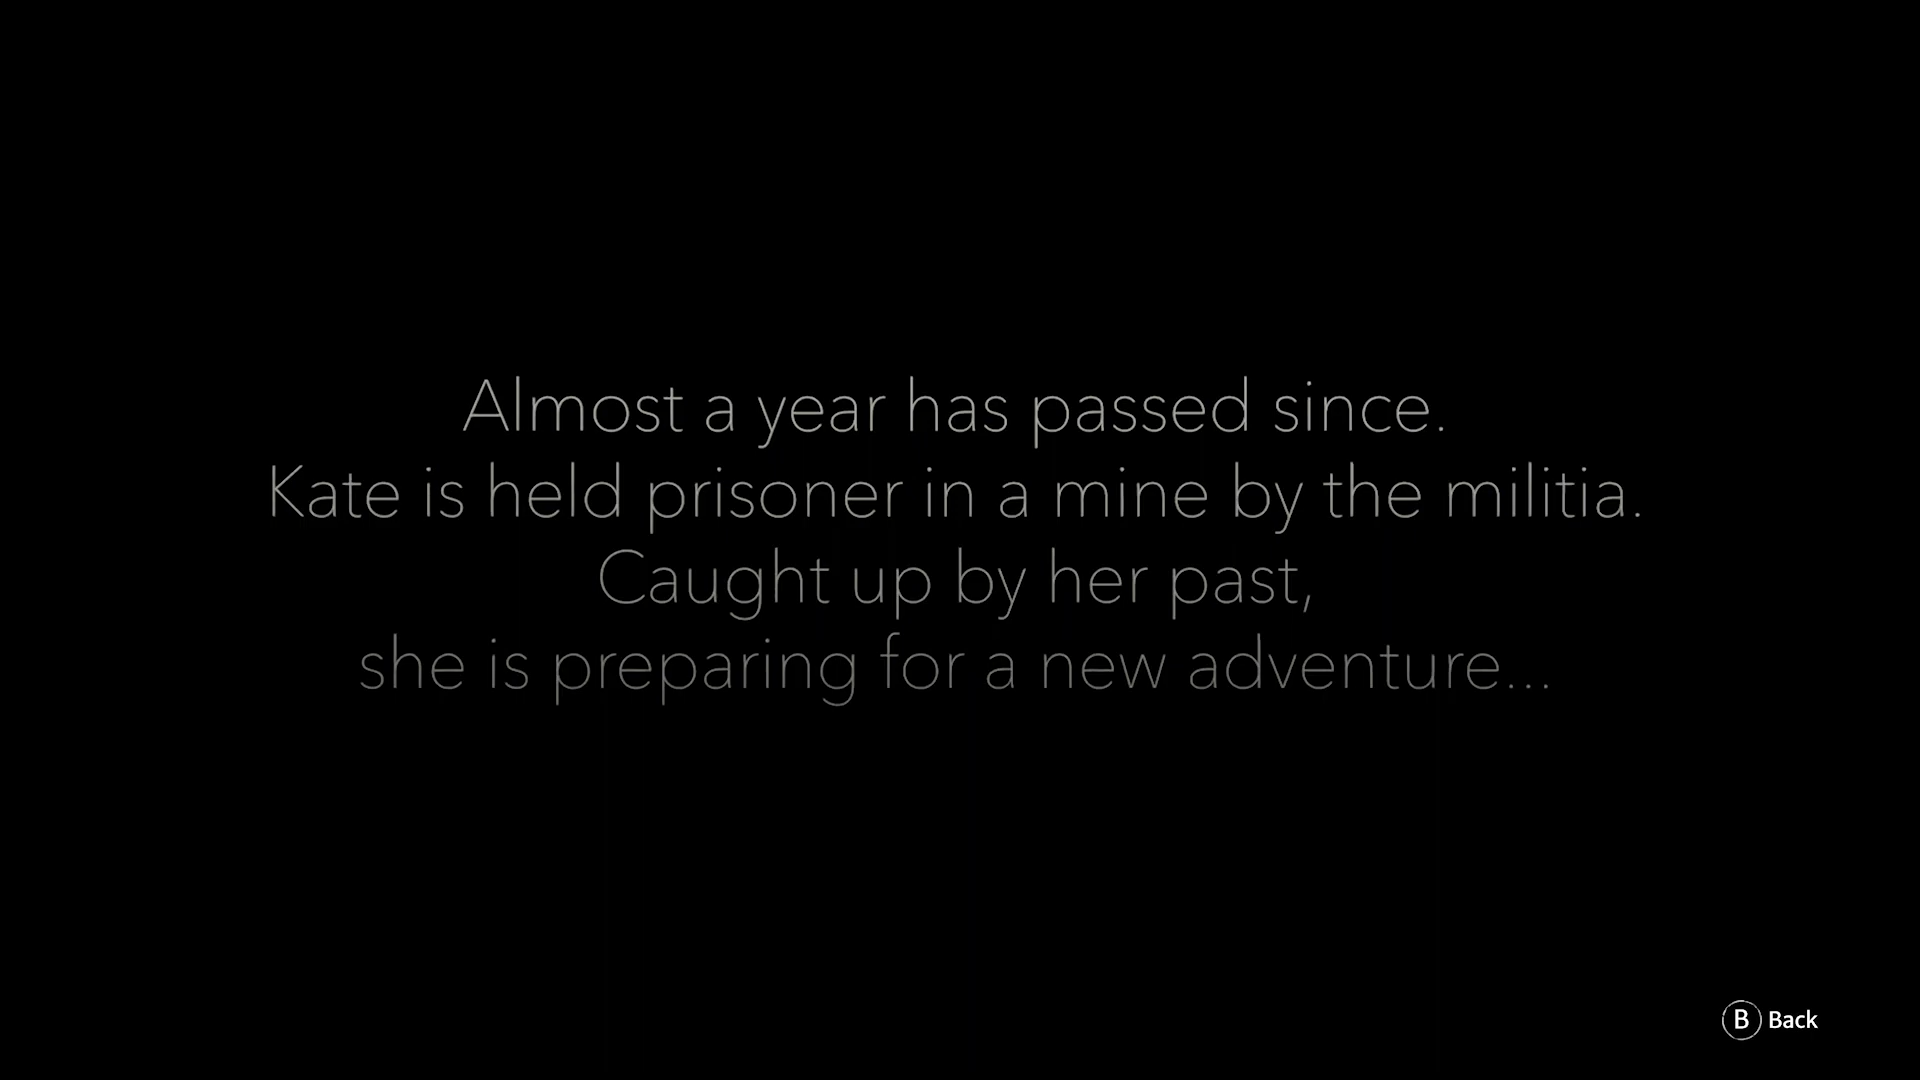 Almost a year has passed since.
Kate is held prisoner in a mine by the militia.
Caught up by her past,
she is preparing for a new adventure...
B Back